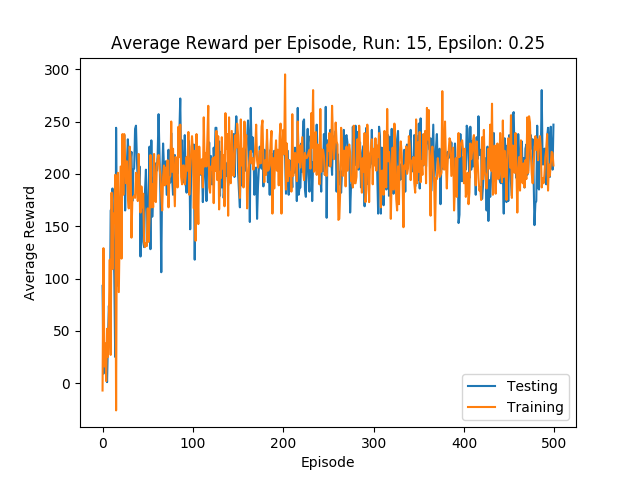 Average Reward per Episode, Run: 15, Epsilon: 0.25
300
250
200
150
100
50
0
Average Reward
0 100 200 300 400 500
Episode
Testing
Training